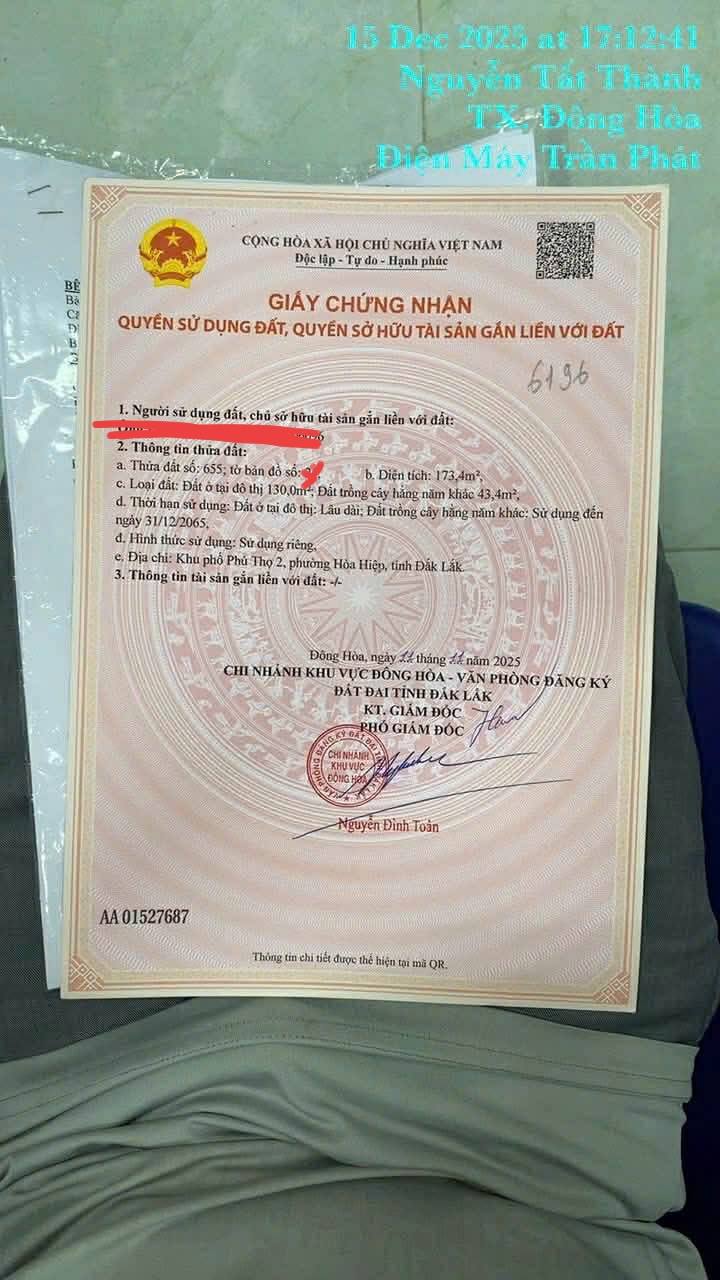 15 Dec 2025 at 17:12:41
Nguyễn Tất Thành
TX, Đông Hòa
Điện Máy Trần Phát
CỘNG HÒA XÃ HỘI CHỦ NGHĨA VIỆT NAM
Độc lập - Tự do - Hạnh phúc
GIẤY CHỨNG NHẬN
QUYỀN SỬ DỤNG ĐẤT, QUYỀN SỞ HỮU TÀI SẢN GẮN LIỀN VỚI ĐẤT
6196
1. Người sử dụng đất, chủ sở hữu tài sản gắn liền với đất:
2. Thông tin thửa đất:
a. Thửa đất số: 655; tờ bản đồ số: b. Diện tích: 173,4m²,
c. Loại đất: Đất ở tại đô thị 130,0m²; Đất trồng cây hằng năm khác 43,4m²,
d. Thời hạn sử dụng: Đất ở tại đô thị: Lâu dài; Đất trồng cây hằng năm khác: Sử dụng đến
ngày 31/12/2065,
đ. Hình thức sử dụng: Sử dụng riêng,
e. Địa chỉ: Khu phố Phú Thọ 2, phường Hòa Hiệp, tỉnh Đắk Lắk.
3. Thông tin tài sản gắn liền với đất: -/-
Đông Hòa, ngày 11 tháng 11 năm 2025
CHI NHÁNH KHU VỰC ĐÔNG HÒA - VĂN PHÒNG ĐĂNG KÝ
ĐẤT ĐAI TỈNH ĐẮK LẮK
KT. GIÁM ĐỐC
PHÓ GIÁM ĐỐC
VĂN PHÒNG ĐĂNG KÝ ĐẤT ĐAI
CHI NHÁNH
KHU VỰC
ĐÔNG HÒA
Nguyễn Đình Toàn
AA 01527687
Thông tin chi tiết được thể hiện tại mã QR.